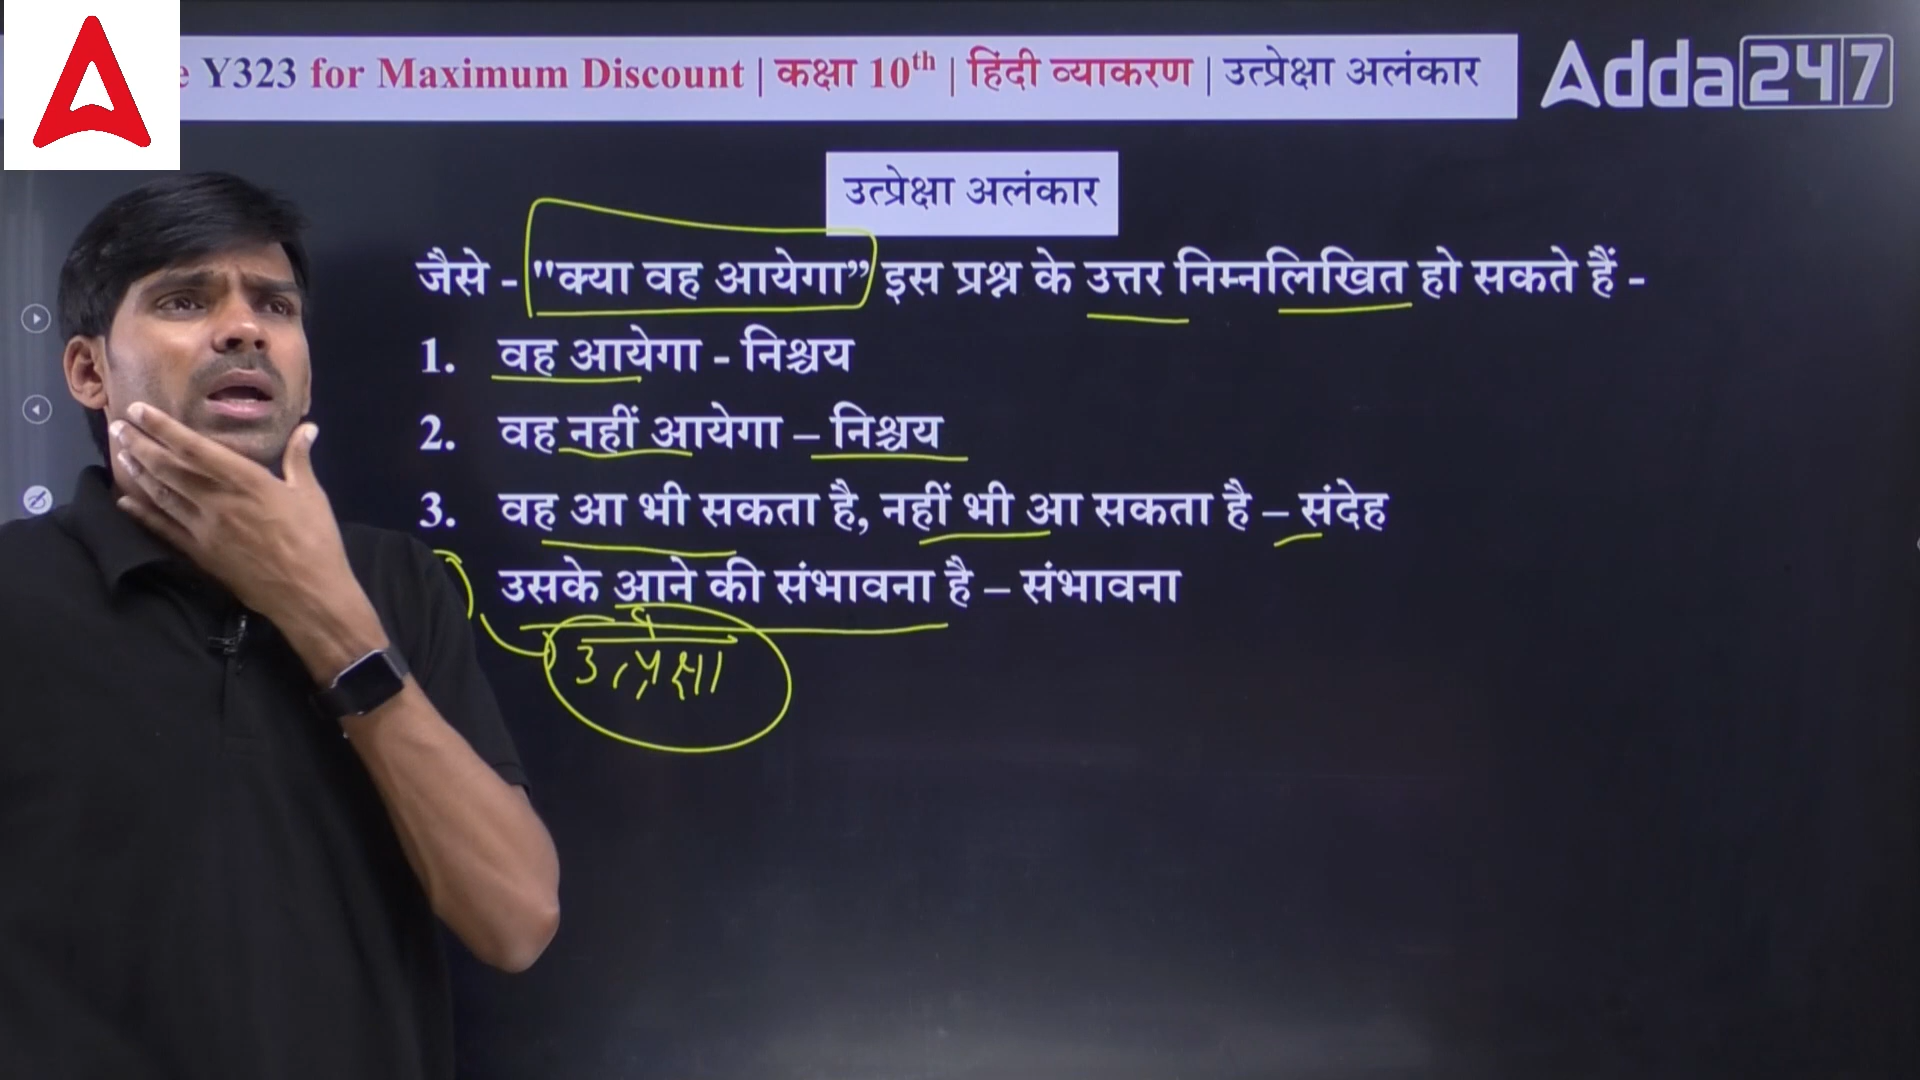 Y323 for Maximum Discount | कक्षा 10th | हिंदी व्याकरण | उत्प्रेक्षा अलंकार
Adda247
उत्प्रेक्षा अलंकार
जैसे - "क्या वह आयेगा” इस प्रश्न के उत्तर निम्नलिखित हो सकते हैं -
1. वह आयेगा - निश्चय
2. वह नहीं आयेगा – निश्चय
3. वह आ भी सकता है, नहीं भी आ सकता है – संदेह
उसके आने की संभावना है – संभावना
उत्प्रेक्षा